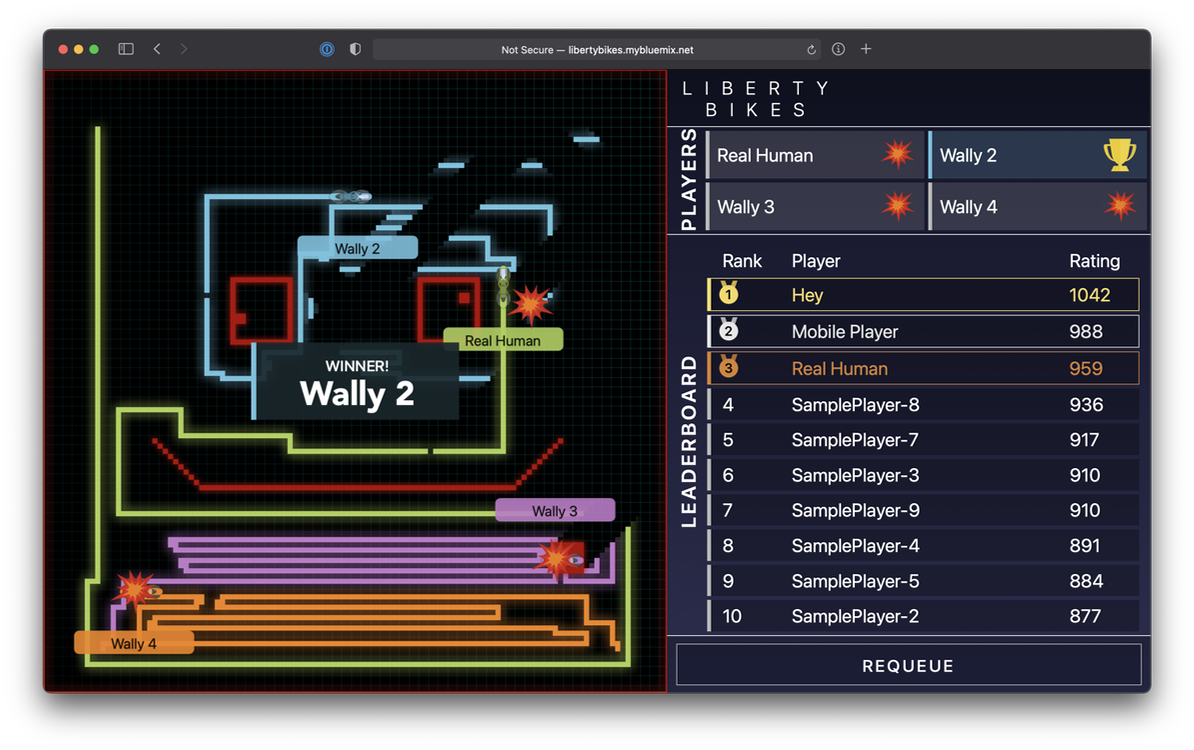 Not Secure — libertybikes.mybluemix.net
LIBERTY
BIKES
PLAYERS
Real Human
Wally 2
Wally 3
Wally 4
Wally 2
Real Human
WINNER!
Wally 2
Wally 3
Wally 4
LEADERBOARD
Rank Player Rating
1 Hey 1042
2 Mobile Player 988
3 Real Human 959
4 SamplePlayer-8 936
5 SamplePlayer-7 917
6 SamplePlayer-3 910
7 SamplePlayer-9 910
8 SamplePlayer-4 891
9 SamplePlayer-5 884
10 SamplePlayer-2 877
REQUEUE